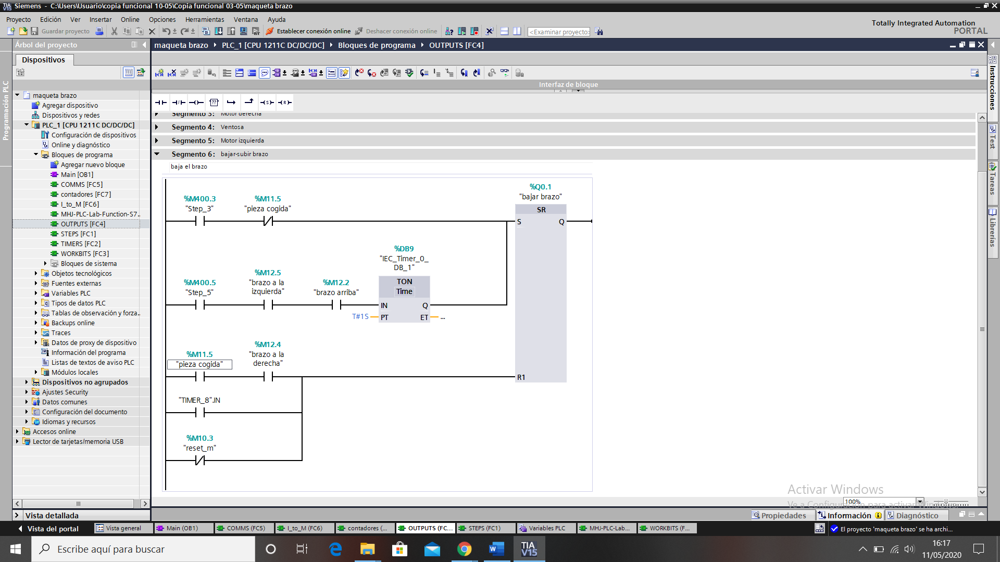 Siemens - C:\Users\Usuario\copia funcional 10-05\Copia funcional 03-05\maqueta brazo
Proyecto Edición Ver Insertar Online Opciones Herramientas Ventana Ayuda
Totally Integrated Automation
PORTAL
Guardar proyecto
Establecer conexión online
Deshacer conexión online
<Examinar proyecto>
Árbol del proyecto
maqueta brazo
PLC_1 [CPU 1211C DC/DC/DC]
Bloques de programa
OUTPUTS [FC4]
Dispositivos
Programación PLC
maqueta brazo
Agregar dispositivo
Dispositivos y redes
PLC_1 [CPU 1211C DC/DC/DC]
Configuración de dispositivos
Online y diagnóstico
Bloques de programa
Agregar nuevo bloque
Main [OB1]
COMMS [FC5]
contadores [FC7]
I_to_M [FC6]
MHJ-PLC-Lab-Function-S7..
OUTPUTS [FC4]
STEPS [FC1]
TIMERS [FC2]
WORKBITS [FC3]
Bloques de sistema
Objetos tecnológicos
Fuentes externas
Variables PLC
Tipos de datos PLC
Tablas de observación y forza..
Backups online
Traces
Datos de proxy de dispositivo
Información del programa
Listas de textos de aviso PLC
Módulos locales
Dispositivos no agrupados
Ajustes Security
Datos comunes
Configuración del documento
Idiomas y recursos
Accesos online
Lector de tarjetas/memoria USB
Vista detallada
Interfaz de bloque
Segmento 3: Motor derecha
Segmento 4: Ventosa
Segmento 5: Motor izquierda
Segmento 6: bajar-subir brazo
baja el brazo
%M400.3
"Step_3"
%M11.5
"pieza cogida"
%Q0.1
"bajar brazo"
SR
S
Q
%DB9
"IEC_Timer_0_
DB_1"
TON
Time
%M400.5
"Step_5"
%M12.5
"brazo a la
izquierda"
%M12.2
"brazo arriba"
IN
Q
T#1S
PT
ET
...
%M11.5
"pieza cogida"
%M12.4
"brazo a la
derecha"
R1
"TIMER_8".IN
%M10.3
"reset_m"
Instrucciones
Test
Tareas
Librerías
Activar Windows
Ve a Configuración para activar Windows.
100%
Propiedades
Información
Diagnóstico
Vista del portal
Vista general
Main (OB1)
COMMS (FC5)
I_to_M (FC6)
contadores (...
OUTPUTS (FC...
STEPS (FC1)
Variables PLC
MHJ-PLC-Lab...
WORKBITS (F...
El proyecto 'maqueta brazo' se ha archi...
Escribe aquí para buscar
TIA
V15
16:17
11/05/2020